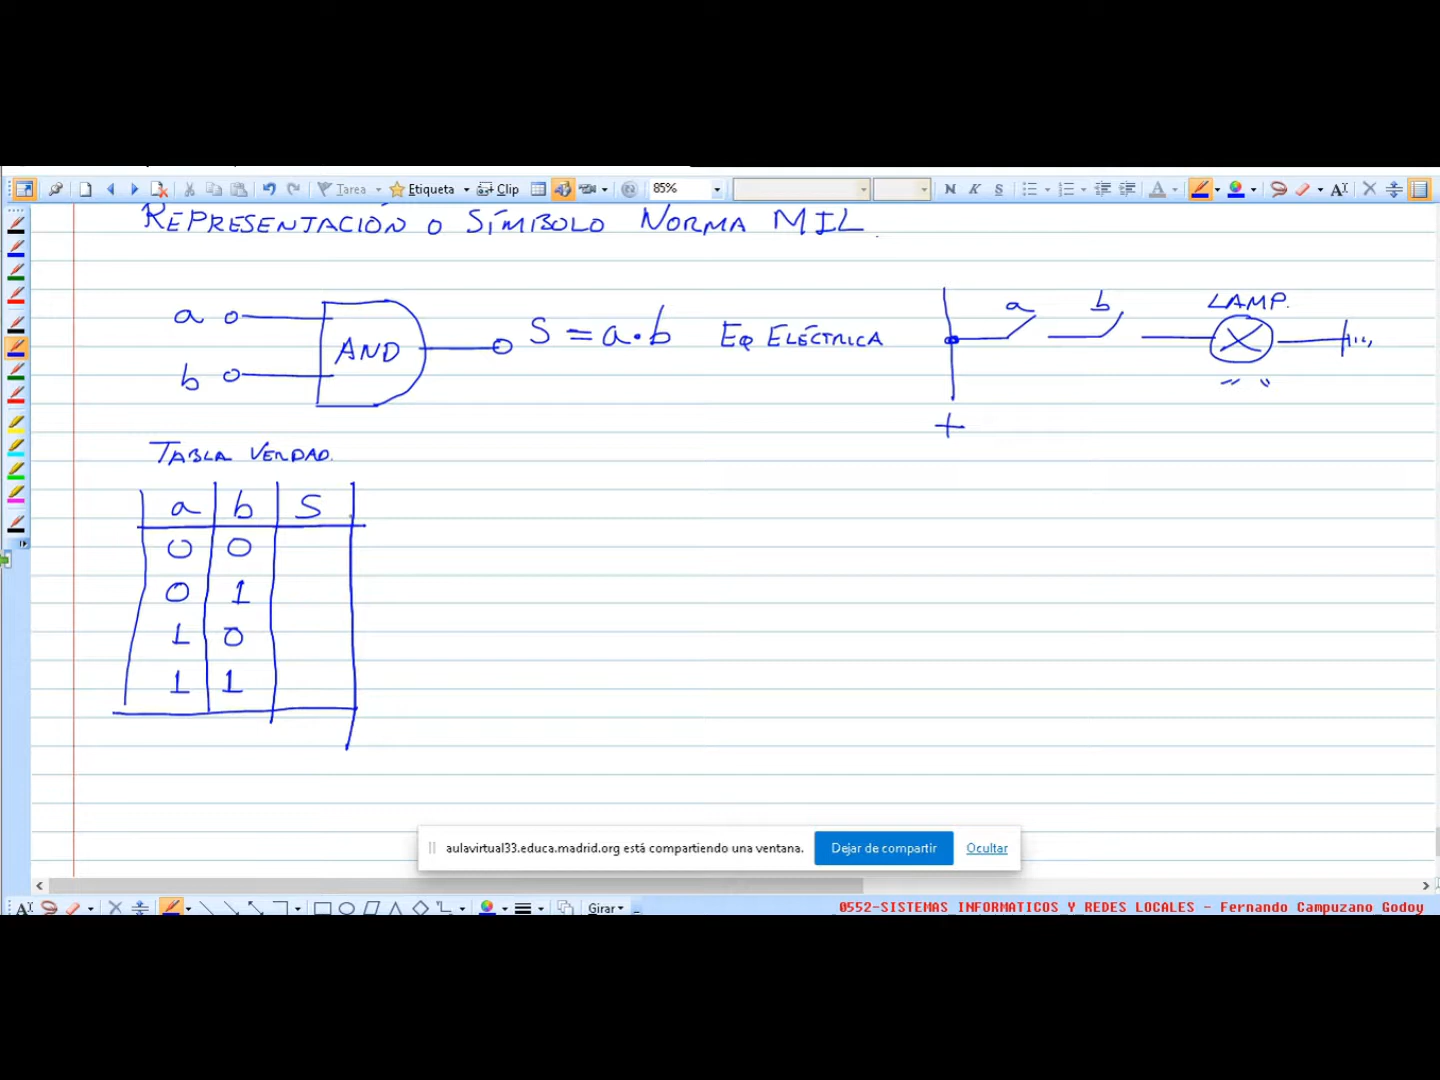 Tarea Etiqueta Clip 85% N K S
REPRESENTACIÓN O SÍMBOLO NORMA MIL
a
b
AND
S = a·b
EQ ELÉCTRICA
a b LAMP.
+
TABLA VERDAD.
a b S
0 0
0 1
1 0
1 1
aulavirtual33.educa.madrid.org está compartiendo una ventana. Dejar de compartir Ocultar
Girar
0552-SISTEMAS INFORMATICOS Y REDES LOCALES - Fernando Campuzano Godoy